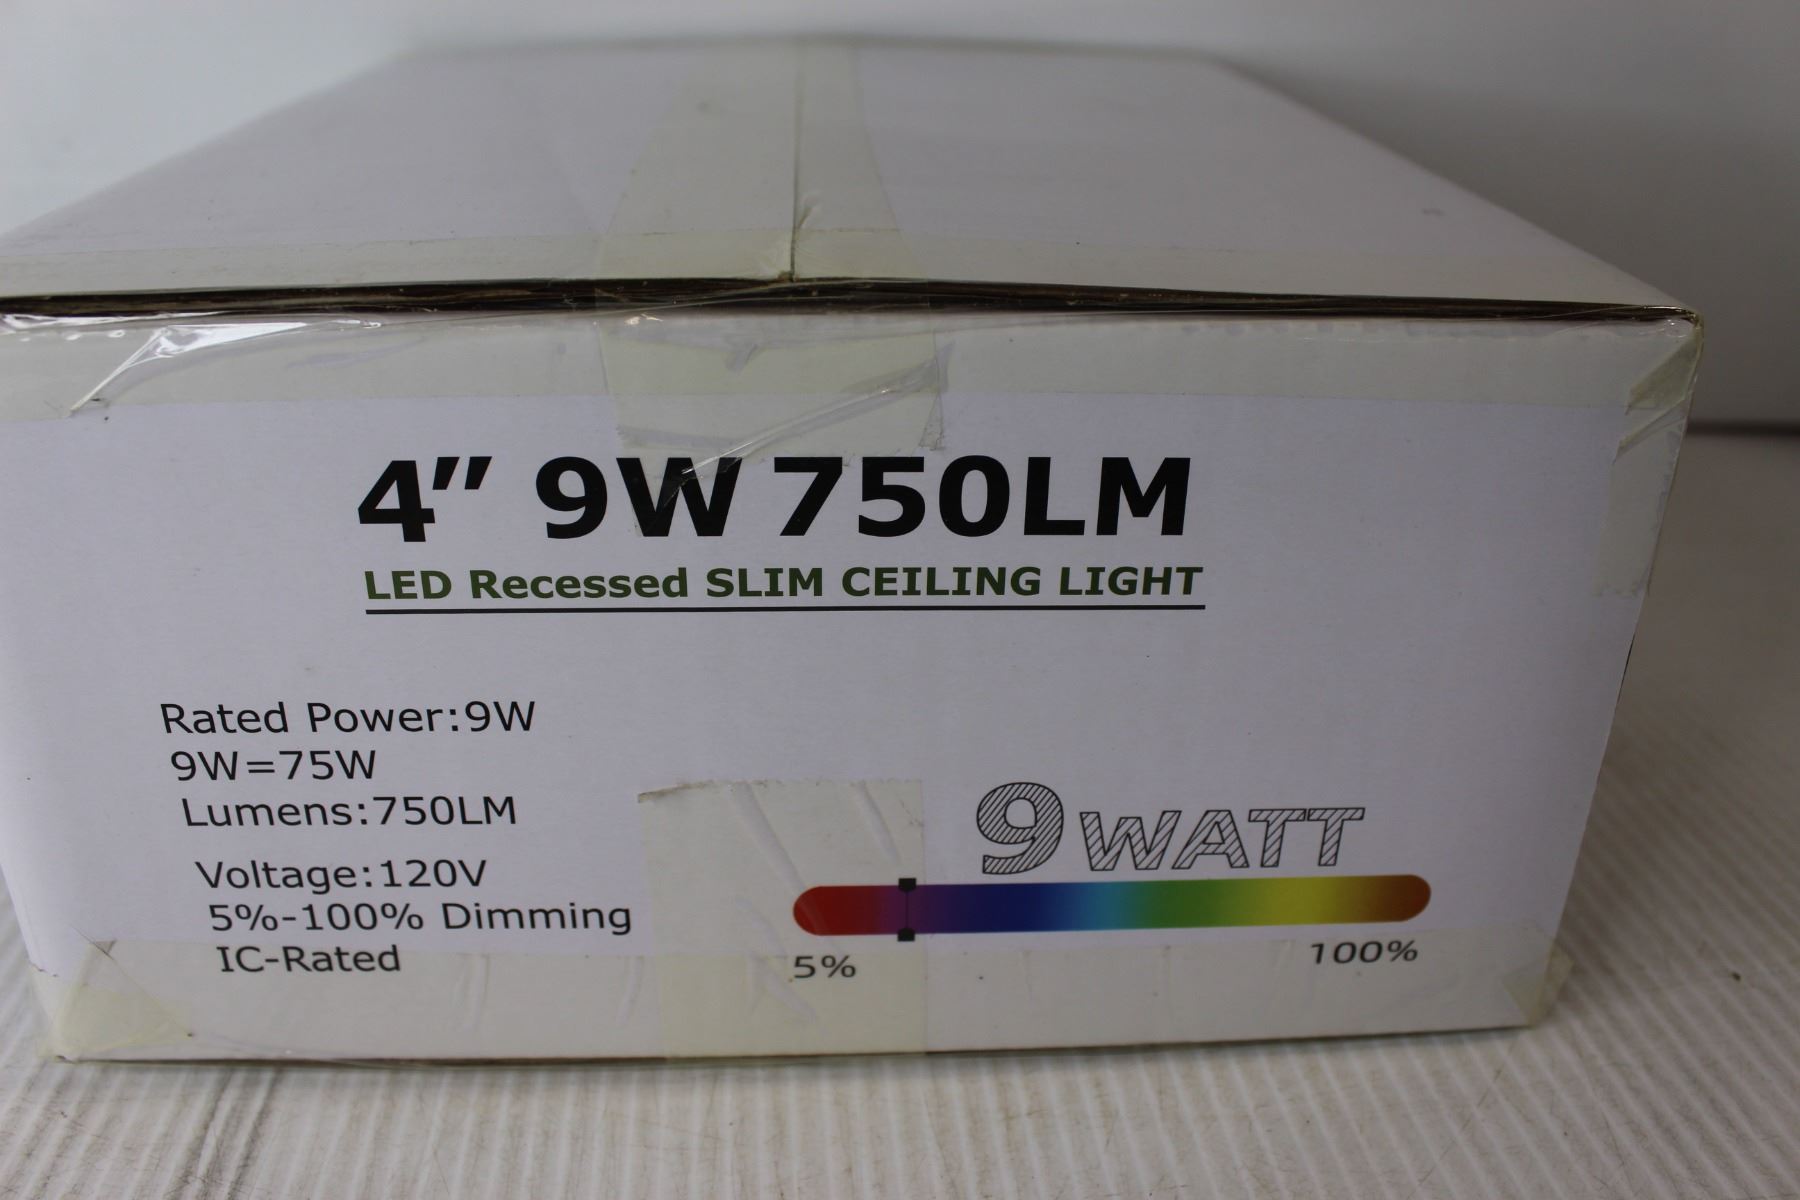 4" 9W 750LM
LED Recessed SLIM CEILING LIGHT
Rated Power:9W
9W=75W
Lumens:750LM
Voltage:120V
5%-100% Dimming
IC-Rated
9WATT
5%
100%